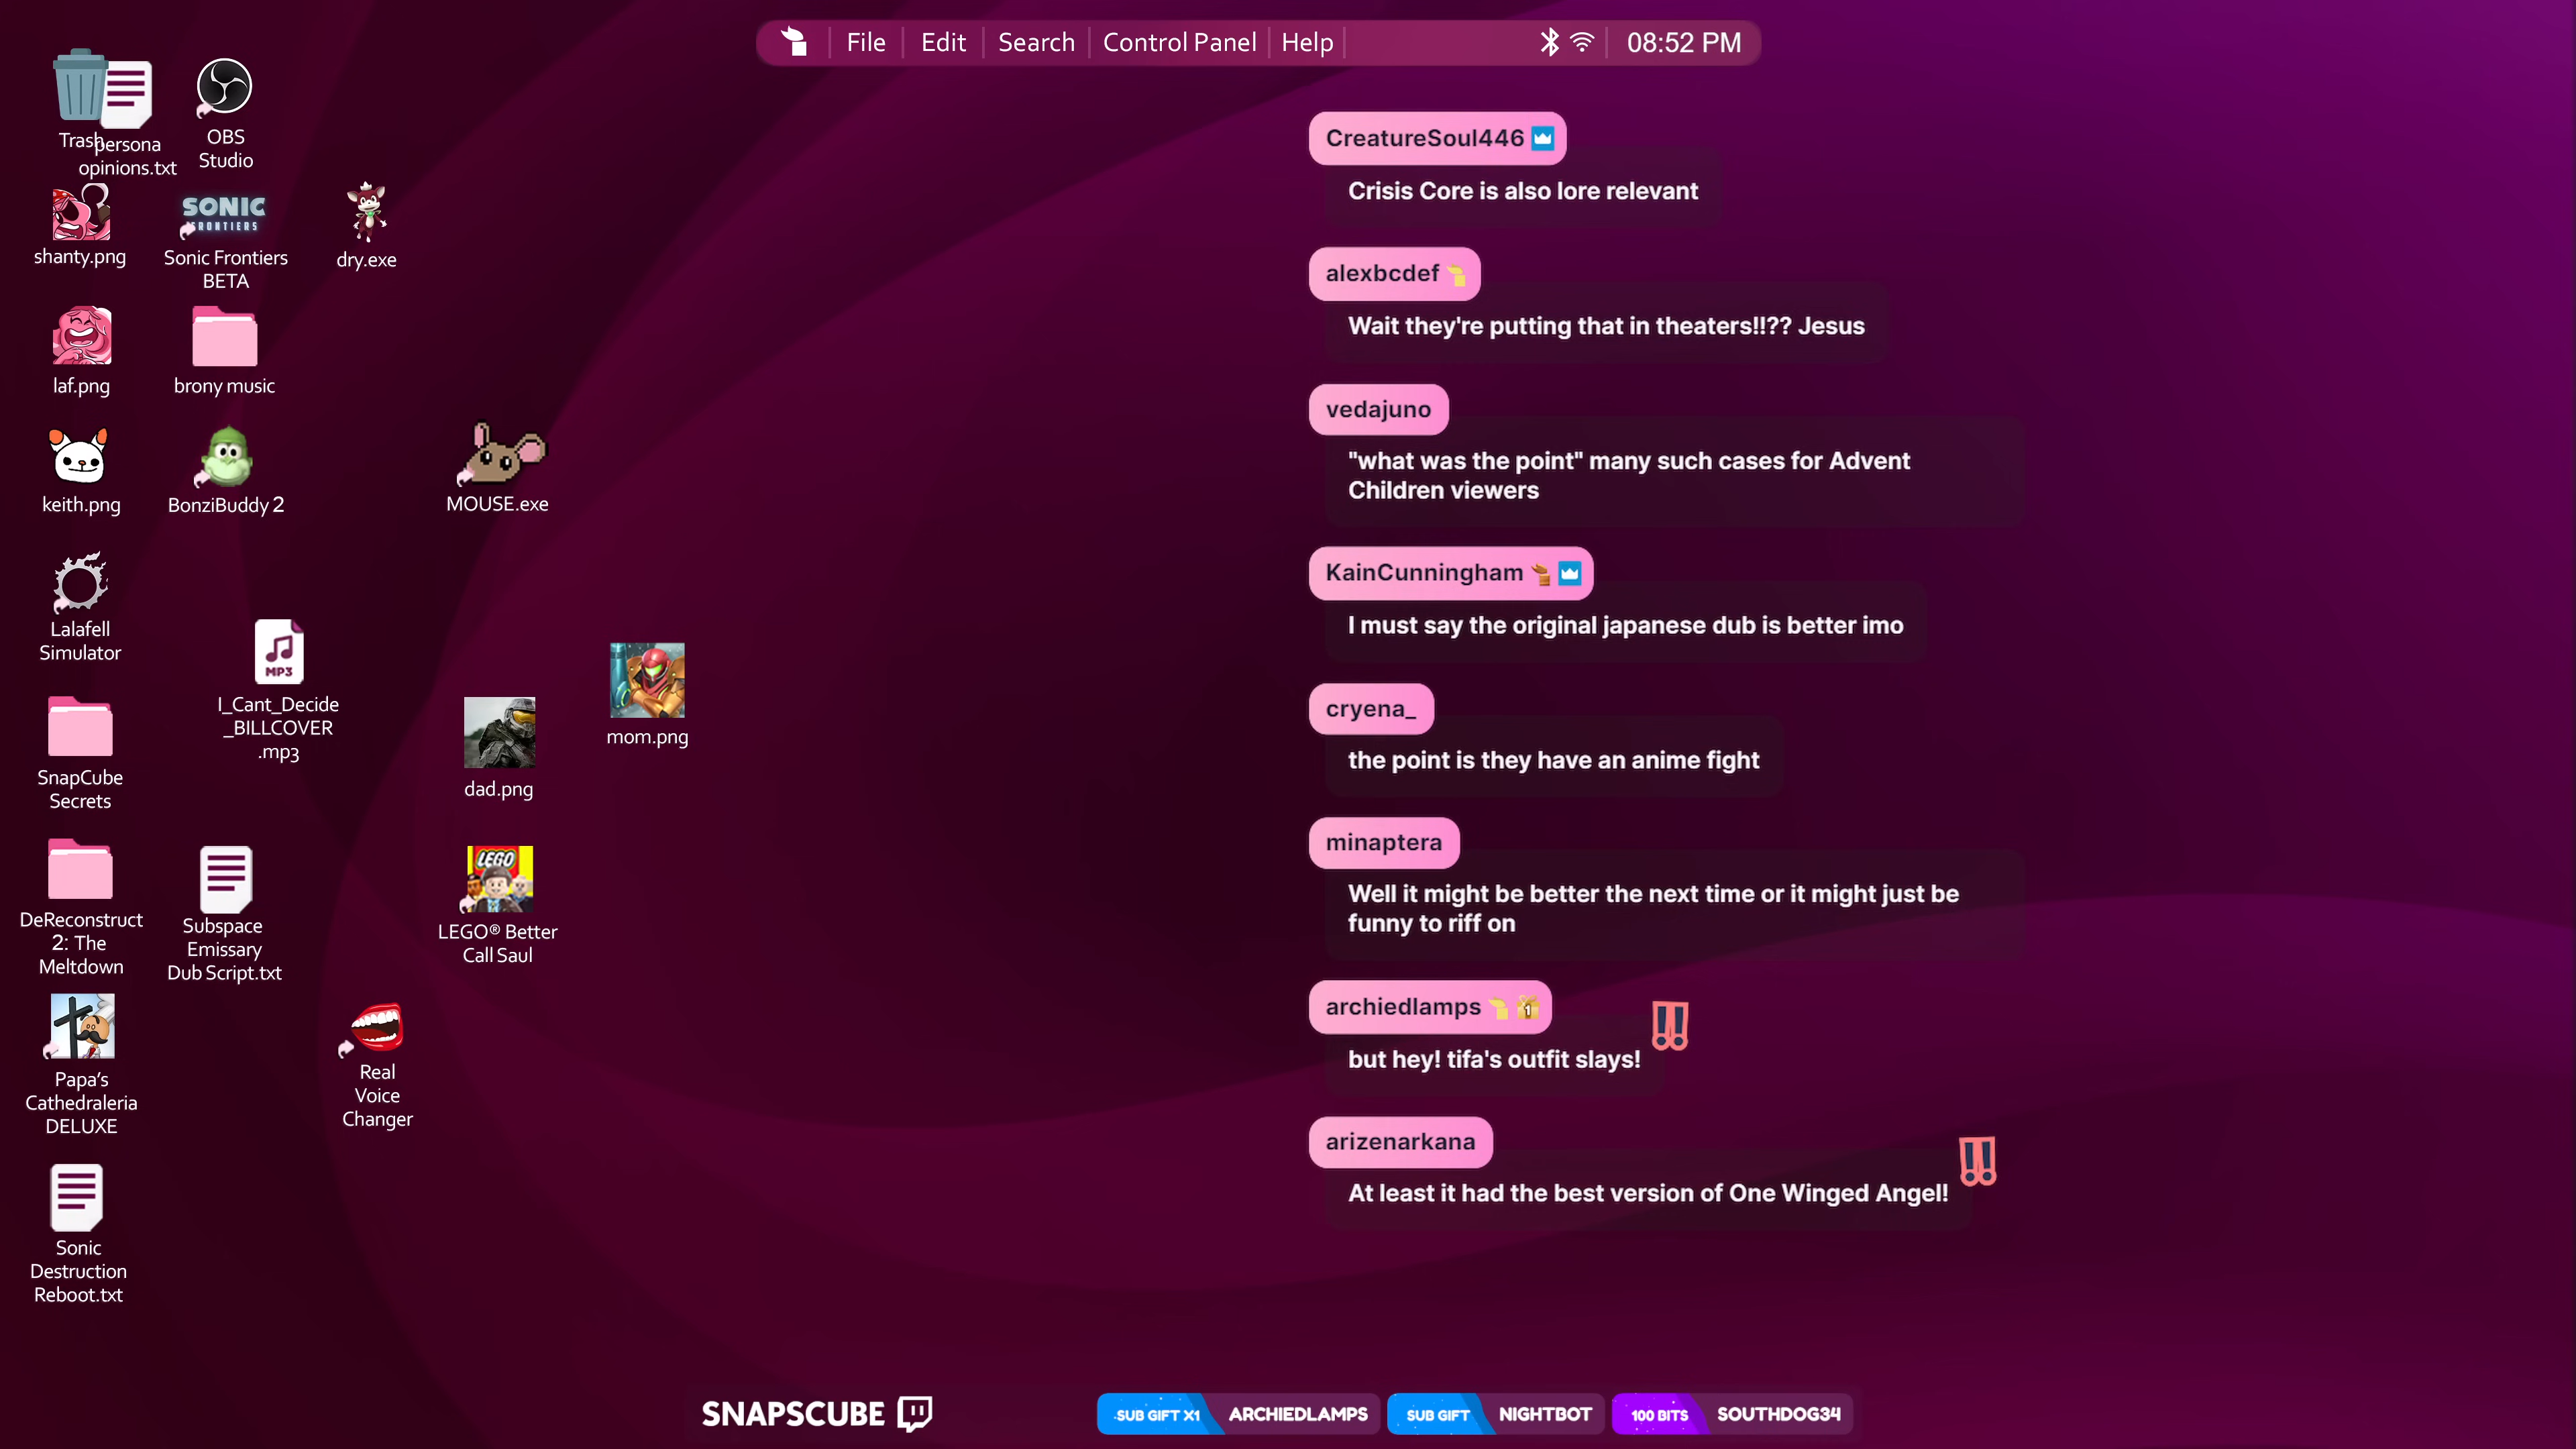 File
Edit
Search
Control Panel
Help
08:52 PM
Trash
persona
opinions.txt
OBS
Studio
shanty.png
SONIC
FRONTIERS
Sonic Frontiers
BETA
dry.exe
laf.png
brony music
keith.png
BonziBuddy 2
MOUSE.exe
Lalafell
Simulator
MP3
I_Cant_Decide
_BILLCOVER
.mp3
dad.png
mom.png
SnapCube
Secrets
DeReconstruct
2: The
Meltdown
Subspace
Emissary
Dub Script.txt
LEGO
LEGO® Better
Call Saul
Papa's
Cathedraleria
DELUXE
Real
Voice
Changer
Sonic
Destruction
Reboot.txt
CreatureSoul446
Crisis Core is also lore relevant
alexbcdef
Wait they're putting that in theaters!!?? Jesus
vedajuno
"what was the point" many such cases for Advent
Children viewers
KainCunningham
I must say the original japanese dub is better imo
cryena_
the point is they have an anime fight
minaptera
Well it might be better the next time or it might just be
funny to riff on
archiedlamps 1
but hey! tifa's outfit slays!
arizenarkana
At least it had the best version of One Winged Angel!
SNAPSCUBE
SUB GIFT X1 ARCHIEDLAMPS
SUB GIFT NIGHTBOT
100 BITS SOUTHDOG34